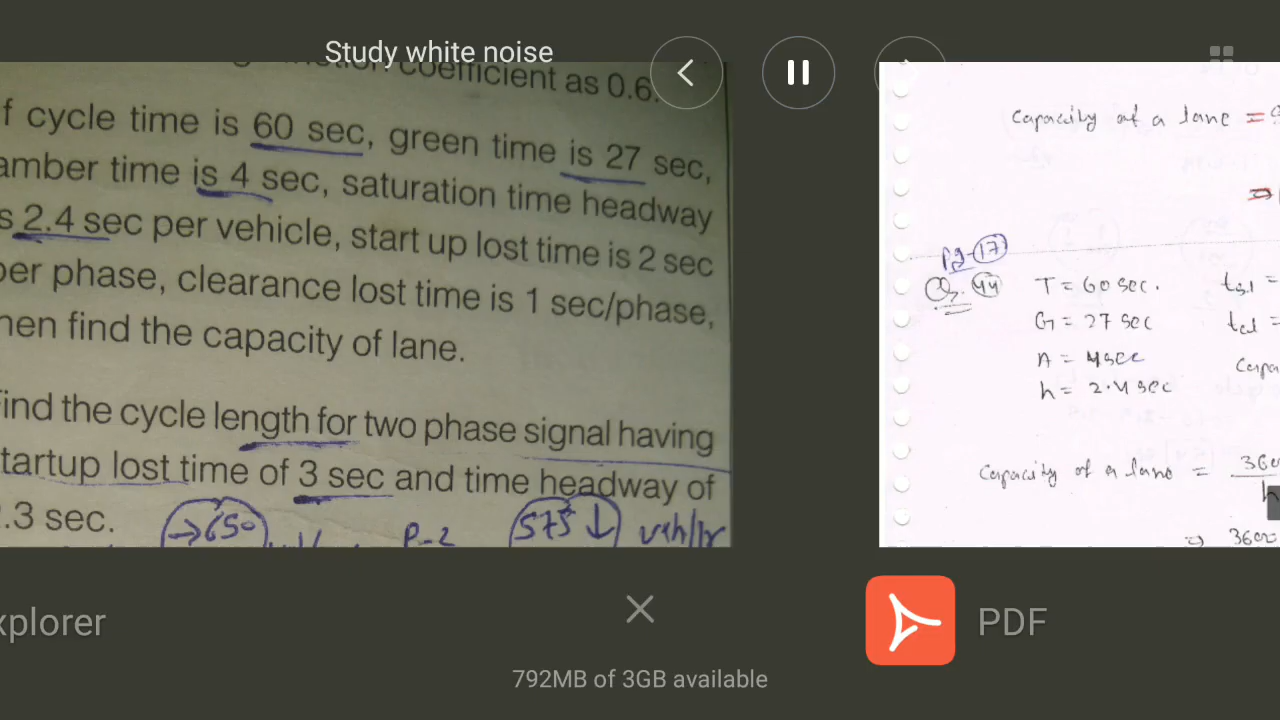 Study white noise
coefficient as 0.6.
f cycle time is 60 sec, green time is 27 sec,
amber time is 4 sec, saturation time headway
s 2.4 sec per vehicle, start up lost time is 2 sec
per phase, clearance lost time is 1 sec/phase,
hen find the capacity of lane.
ind the cycle length for two phase signal having
tartup lost time of 3 sec and time headway of
.3 sec.
→650 P-2 575↓ veh/hr
Capacity of a lane =
⇒
Pg-17
Q. 44 T = 60 sec.
G = 27 sec
A = 4 sec
h = 2.4 sec
Capacity of a lane = 360
h
⇒ 3600
xplorer
PDF
792MB of 3GB available